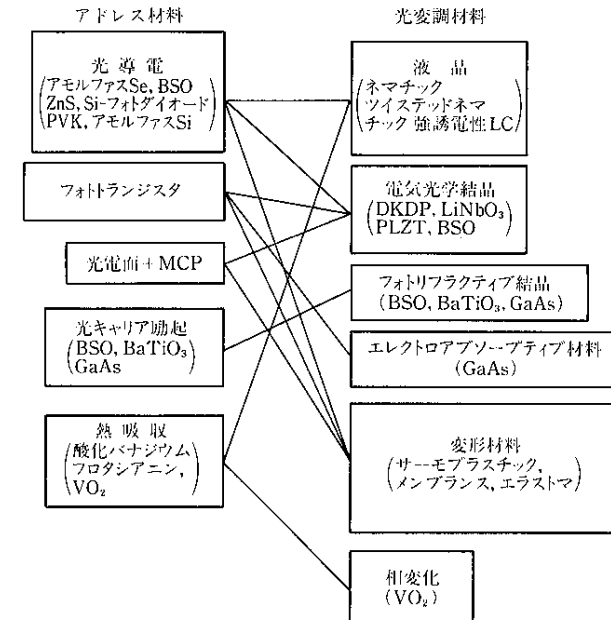 アドレス材料
光導電
(アモルファスSe, BSO
ZnS, Si-フォトダイオード
PVK, アモルファスSi)
フォトトランジスタ
光電面+MCP
光キャリア励起
(BSO, BaTiO₃
GaAs)
熱吸収
(酸化バナジウム
フロタシアニン,
VO₂)
光変調材料
液晶
(ネマチック
ツイステッドネマ
チック 強誘電性LC)
電気光学結晶
(DKDP, LiNbO₃
PLZT, BSO)
フォトリフラクティブ結晶
(BSO, BaTiO₃, GaAs)
エレクトロアブソーブティブ材料
(GaAs)
変形材料
(サーモプラスチック,
メンブランス, エラストマ)
相変化
(VO₂)